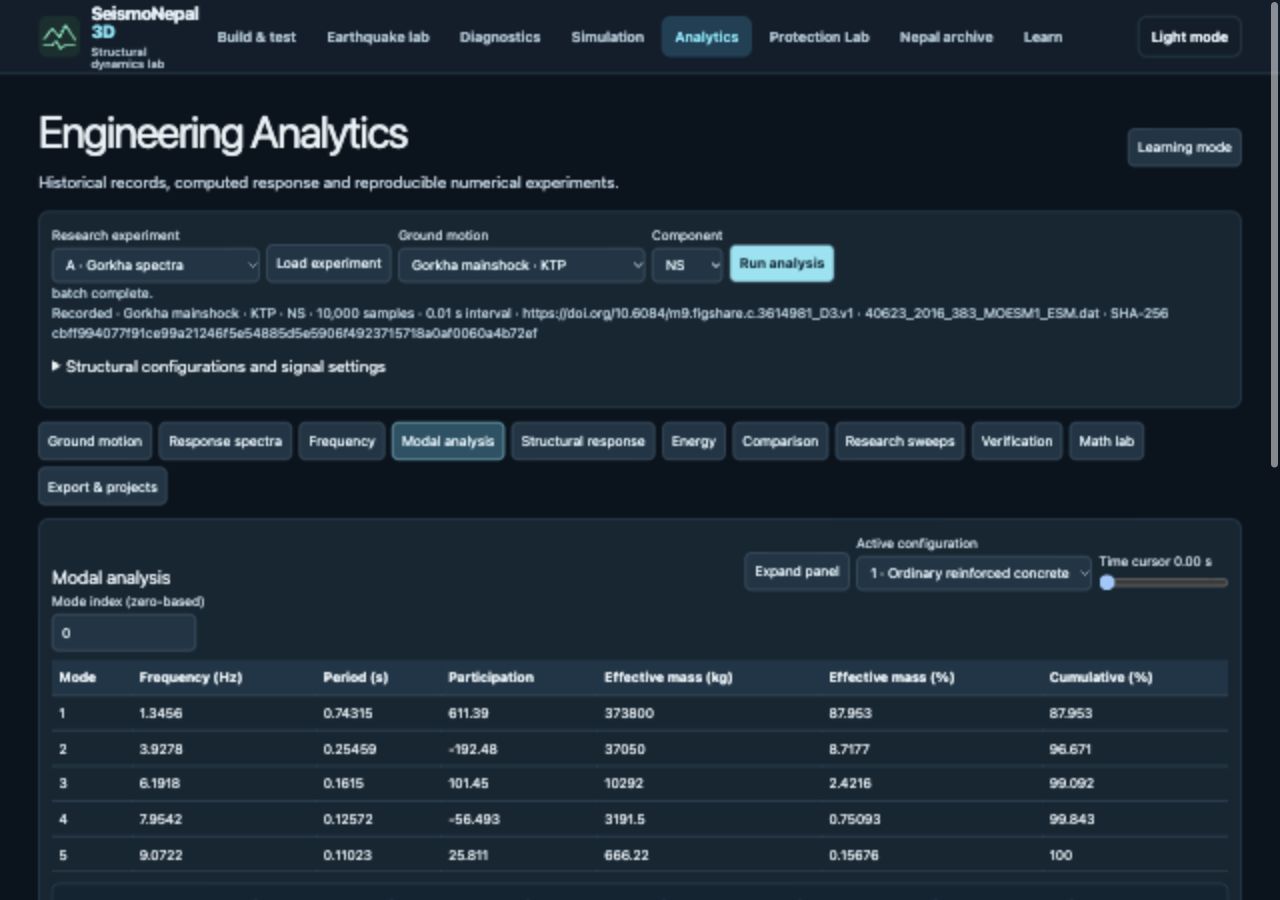 SeismoNepal
3D
Structural
dynamics lab
Build & test
Earthquake lab
Diagnostics
Simulation
Analytics
Protection Lab
Nepal archive
Learn
Light mode
Engineering Analytics
Learning mode
Historical records, computed response and reproducible numerical experiments.
Research experiment
Ground motion
Component
A · Gorkha spectra
Load experiment
Gorkha mainshock · KTP
NS
Run analysis
batch complete.
Recorded · Gorkha mainshock · KTP · NS · 10,000 samples · 0.01 s interval · https://doi.org/10.6084/m9.figshare.c.3614981_D3.v1 · 40623_2016_383_MOESM1_ESM.dat · SHA-256
cbff994077f91ce99a21246f5e54885d5e5906f4923715718a0af0060a4b72ef
Structural configurations and signal settings
Ground motion
Response spectra
Frequency
Modal analysis
Structural response
Energy
Comparison
Research sweeps
Verification
Math lab
Export & projects
Modal analysis
Expand panel
Active configuration
1 · Ordinary reinforced concrete
Time cursor 0.00 s
Mode index (zero-based)
0
Mode Frequency (Hz) Period (s) Participation Effective mass (kg) Effective mass (%) Cumulative (%)
1 1.3456 0.74315 611.39 373800 87.953 87.953
2 3.9278 0.25459 -192.48 37050 8.7177 96.671
3 6.1918 0.1615 101.45 10292 2.4216 99.092
4 7.9542 0.12572 -56.493 3191.5 0.75093 99.843
5 9.0722 0.11023 25.811 666.22 0.15676 100